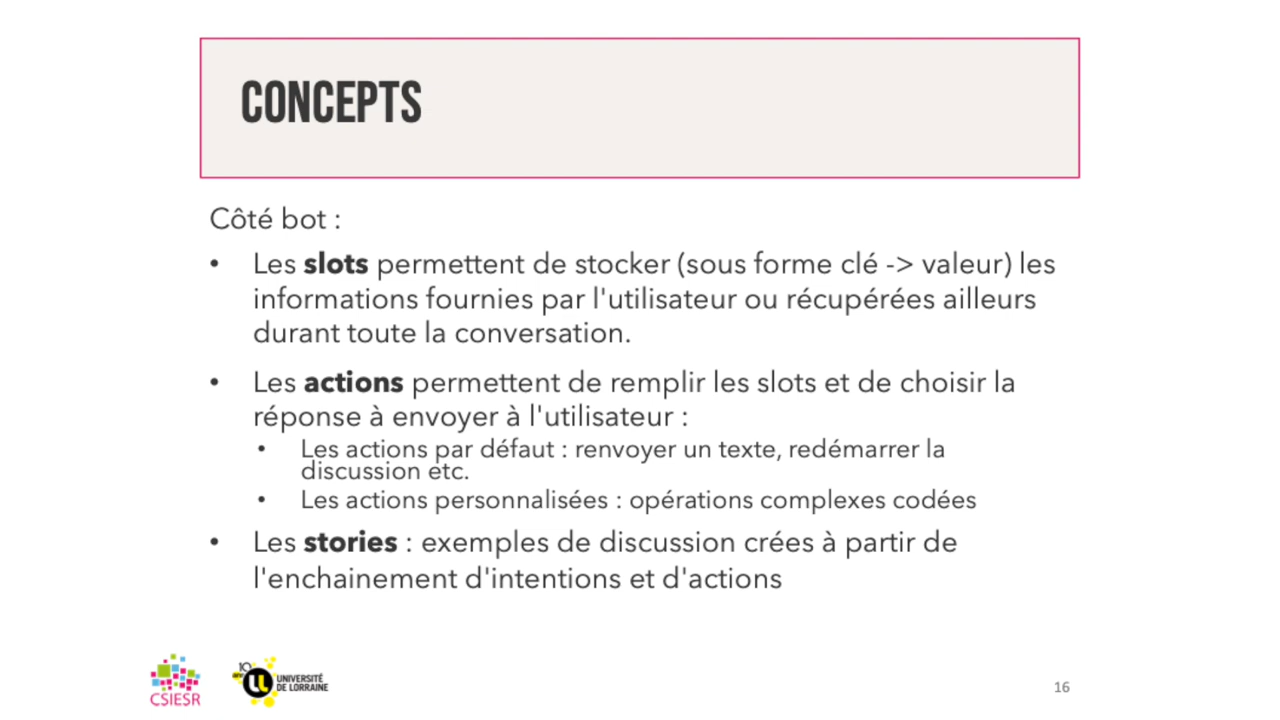 CONCEPTS
Côté bot :
• Les slots permettent de stocker (sous forme clé -> valeur) les
informations fournies par l'utilisateur ou récupérées ailleurs
durant toute la conversation.
• Les actions permettent de remplir les slots et de choisir la
réponse à envoyer à l'utilisateur :
• Les actions par défaut : renvoyer un texte, redémarrer la
discussion etc.
• Les actions personnalisées : opérations complexes codées
• Les stories : exemples de discussion crées à partir de
l'enchainement d'intentions et d'actions
CSIESR
10
ans
UNIVERSITÉ
DE LORRAINE
16